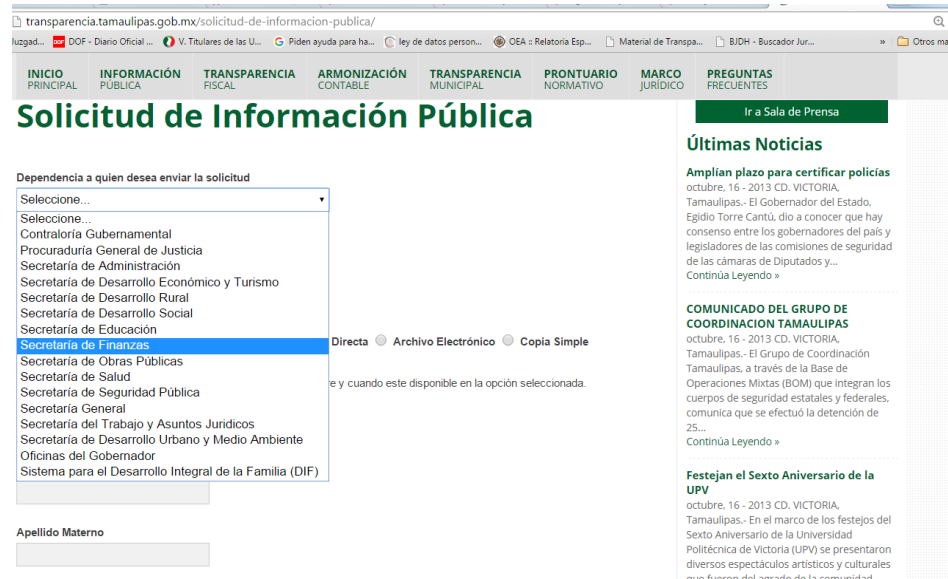 transparencia.tamaulipas.gob.mx/solicitud-de-informacion-publica/
Juzgad... DOF - Diario Oficial ... V. Titulares de las U... Piden ayuda para ha... ley de datos person... OEA :: Relatoria Esp... Material de Transpa... BJDH - Buscador Jur... » Otros ma
INICIO PRINCIPAL
INFORMACIÓN PÚBLICA
TRANSPARENCIA FISCAL
ARMONIZACIÓN CONTABLE
TRANSPARENCIA MUNICIPAL
PRONTUARIO NORMATIVO
MARCO JURÍDICO
PREGUNTAS FRECUENTES
Solicitud de Información Pública
Dependencia a quien desea enviar la solicitud
Seleccione...
Seleccione...
Contraloría Gubernamental
Procuraduría General de Justicia
Secretaría de Administración
Secretaría de Desarrollo Económico y Turismo
Secretaría de Desarrollo Rural
Secretaría de Desarrollo Social
Secretaría de Educación
Secretaría de Finanzas
Secretaría de Obras Públicas
Secretaría de Salud
Secretaría de Seguridad Pública
Secretaría General
Secretaría del Trabajo y Asuntos Juridicos
Secretaría de Desarrollo Urbano y Medio Ambiente
Oficinas del Gobernador
Sistema para el Desarrollo Integral de la Familia (DIF)
Directa Archivo Electrónico Copia Simple
e y cuando este disponible en la opción seleccionada.
Apellido Materno
Ir a Sala de Prensa
Últimas Noticias
Amplían plazo para certificar policías
octubre, 16 - 2013 CD. VICTORIA,
Tamaulipas.- El Gobernador del Estado,
Egidio Torre Cantú, dio a conocer que hay
consenso entre los gobernadores del país y
legisladores de las comisiones de seguridad
de las cámaras de Diputados y...
Continúa Leyendo »
COMUNICADO DEL GRUPO DE
COORDINACION TAMAULIPAS
octubre, 16 - 2013 CD. VICTORIA,
Tamaulipas.- El Grupo de Coordinación
Tamaulipas, a través de la Base de
Operaciones Mixtas (BOM) que integran los
cuerpos de seguridad estatales y federales,
comunica que se efectuó la detención de
25...
Continúa Leyendo »
Festejan el Sexto Aniversario de la
UPV
octubre, 16 - 2013 CD. VICTORIA,
Tamaulipas.- En el marco de los festejos del
Sexto Aniversario de la Universidad
Politécnica de Victoria (UPV) se presentaron
diversos espectáculos artísticos y culturales
que fueron del agrado de la comunidad